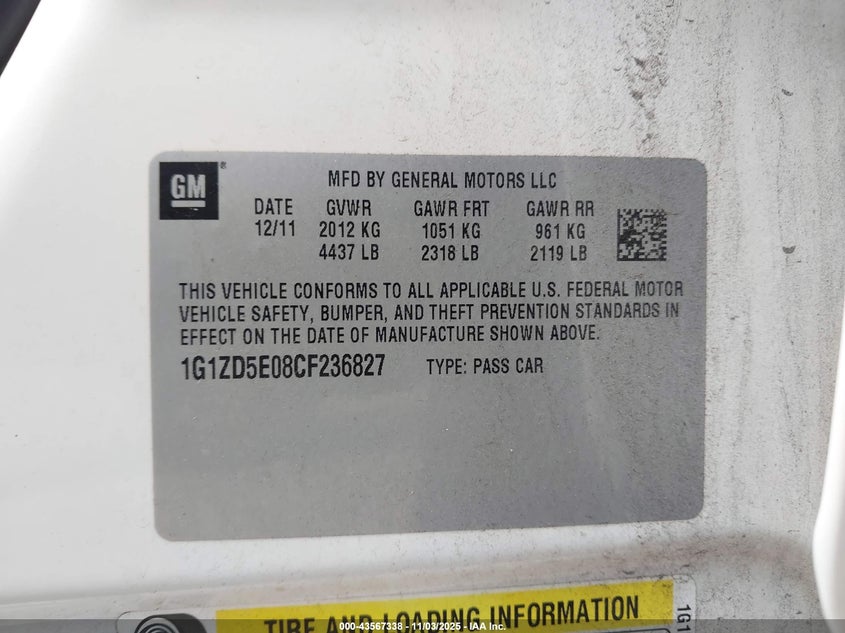 GM ®
MFD BY GENERAL MOTORS LLC
DATE GVWR GAWR FRT GAWR RR
12/11 2012 KG 1051 KG 961 KG
4437 LB 2318 LB 2119 LB
THIS VEHICLE CONFORMS TO ALL APPLICABLE U.S. FEDERAL MOTOR
VEHICLE SAFETY, BUMPER, AND THEFT PREVENTION STANDARDS IN
EFFECT ON THE DATE OF MANUFACTURE SHOWN ABOVE.
1G1ZD5E08CF236827 TYPE: PASS CAR
TIRE AND LOADING INFORMATION
1G1
000-43567338 - 11/03/2025 - IAA Inc.